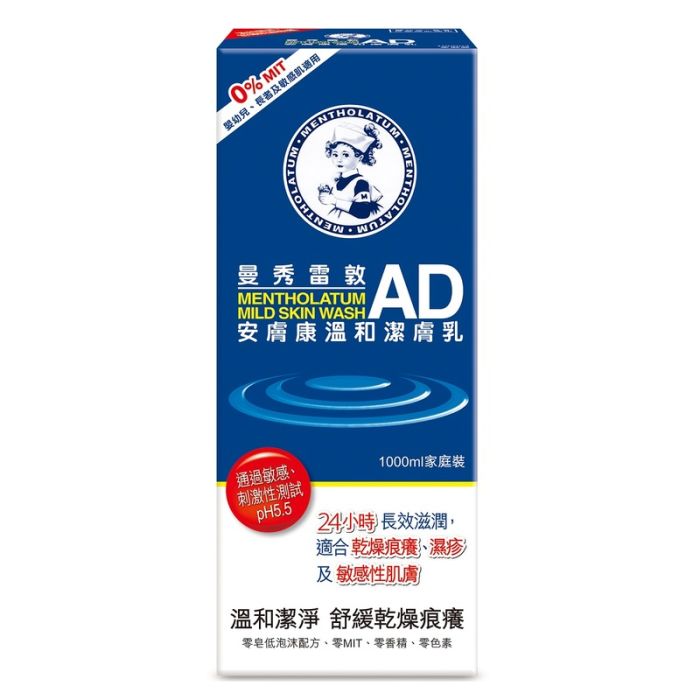 0% MIT
嬰幼兒、長者及敏感肌適用
MENTHOLATUM • MENTHOLATUM • MENTHOLATUM •
曼秀雷敦
MENTHOLATUM
MILD SKIN WASH
AD
安膚康溫和潔膚乳
1000ml家庭裝
通過敏感、
刺激性測試
pH5.5
24小時 長效滋潤,
適合 乾燥痕癢、濕疹
及 敏感性肌膚
溫和潔淨 舒緩乾燥痕癢
零皂低泡沫配方、零MIT、零香精、零色素